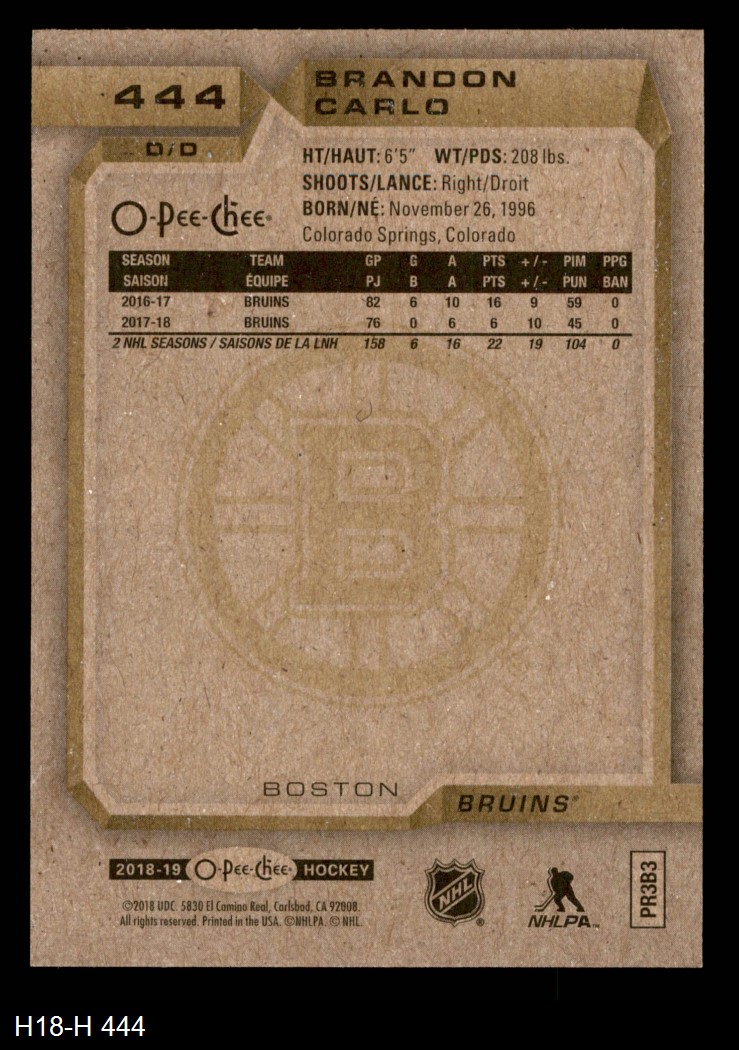 444
BRANDON
CARLO
D/D
HT/HAUT: 6'5" WT/PDS: 208 lbs.
SHOOTS/LANCE: Right/Droit
BORN/NÉ: November 26, 1996
Colorado Springs, Colorado
O-Pee-Chee®
SEASON TEAM GP G A PTS +/- PIM PPG
SAISON ÉQUIPE PJ B A PTS +/- PUN BAN
2016-17 BRUINS 82 6 10 16 9 59 0
2017-18 BRUINS 76 0 6 6 10 45 0
2 NHL SEASONS / SAISONS DE LA LNH 158 6 16 22 19 104 0
B
BOSTON
BRUINS®
2018-19 O-Pee-Chee® HOCKEY
©2018 UDC. 5830 El Camino Real, Carlsbad, CA 92008.
All rights reserved. Printed in the USA. ©NHLPA. © NHL.
NHL®
NHLPA™
PR3B3
H18-H 444